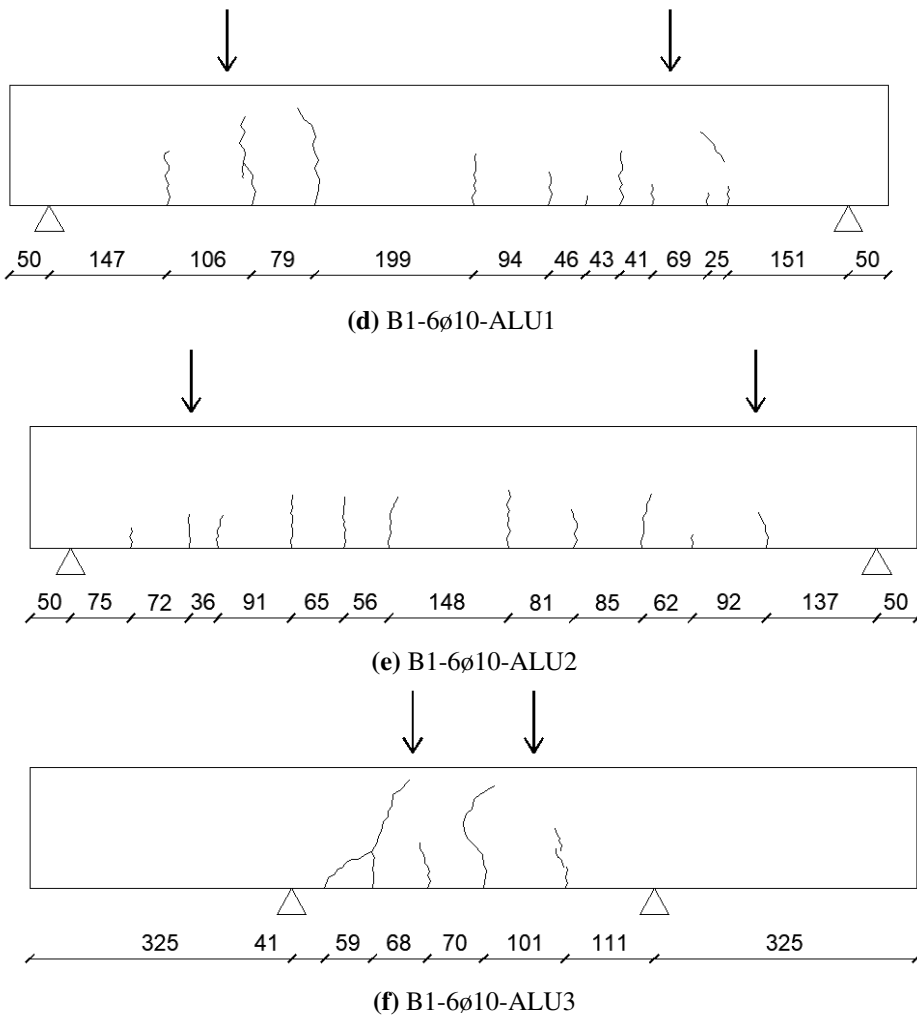 50 147 106 79 199 94 46 43 41 69 25 151 50
(d) B1-6ø10-ALU1
50 75 72 36 91 65 56 148 81 85 62 92 137 50
(e) B1-6ø10-ALU2
325 41 59 68 70 101 111 325
(f) B1-6ø10-ALU3